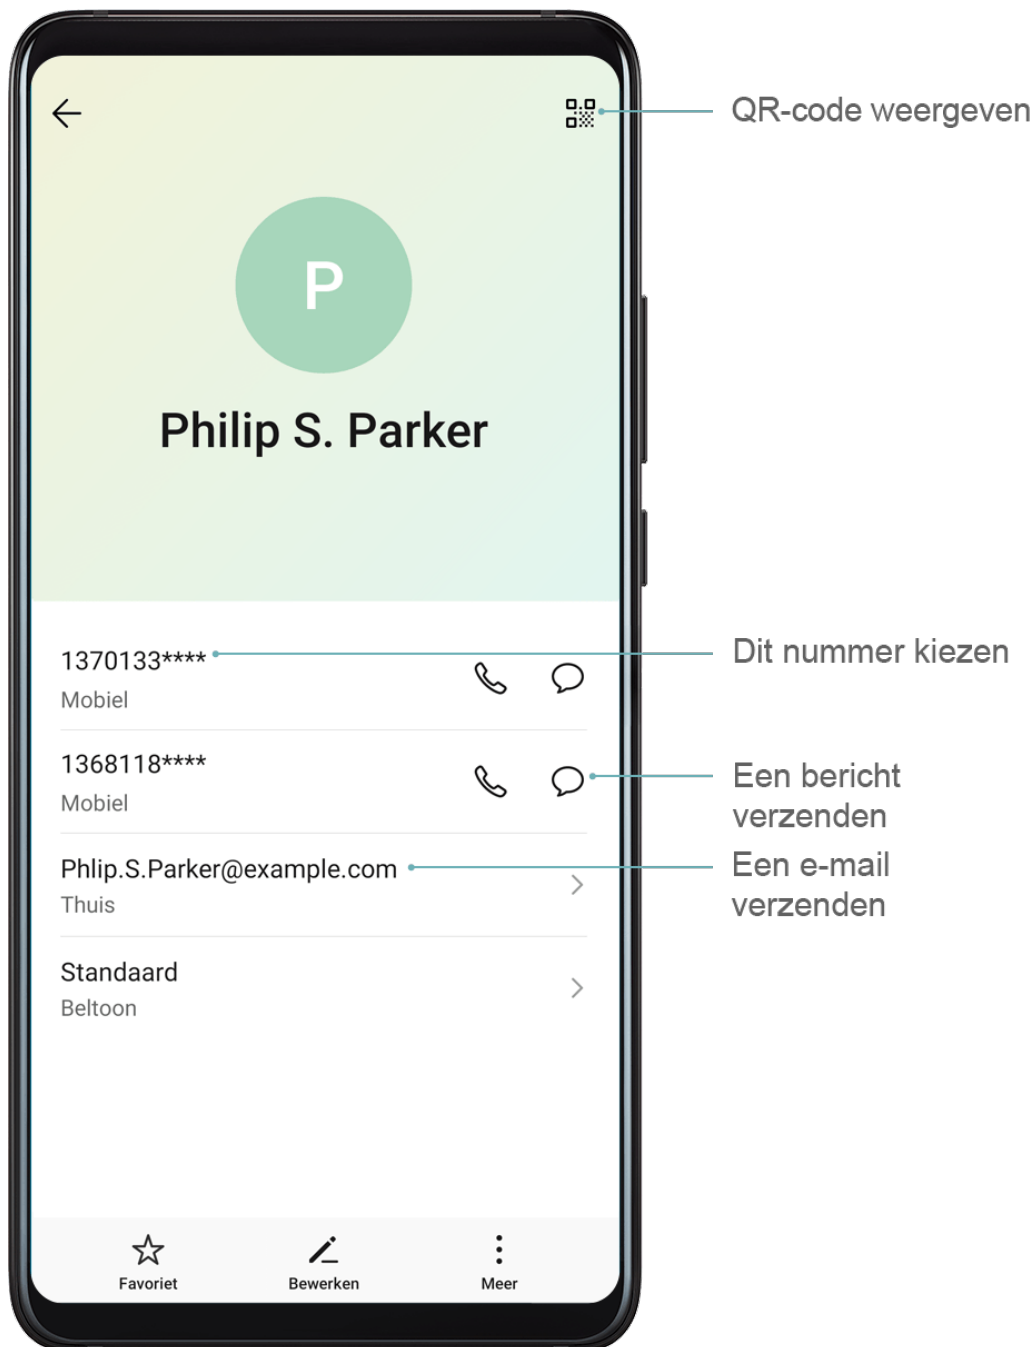 QR-code weergeven
P
Philip S. Parker
1370133****
Dit nummer kiezen
Mobiel
1368118****
Een bericht
verzenden
Mobiel
Phlip.S.Parker@example.com
Een e-mail
verzenden
Thuis
Standaard
Beltoon
Favoriet
Bewerken
Meer